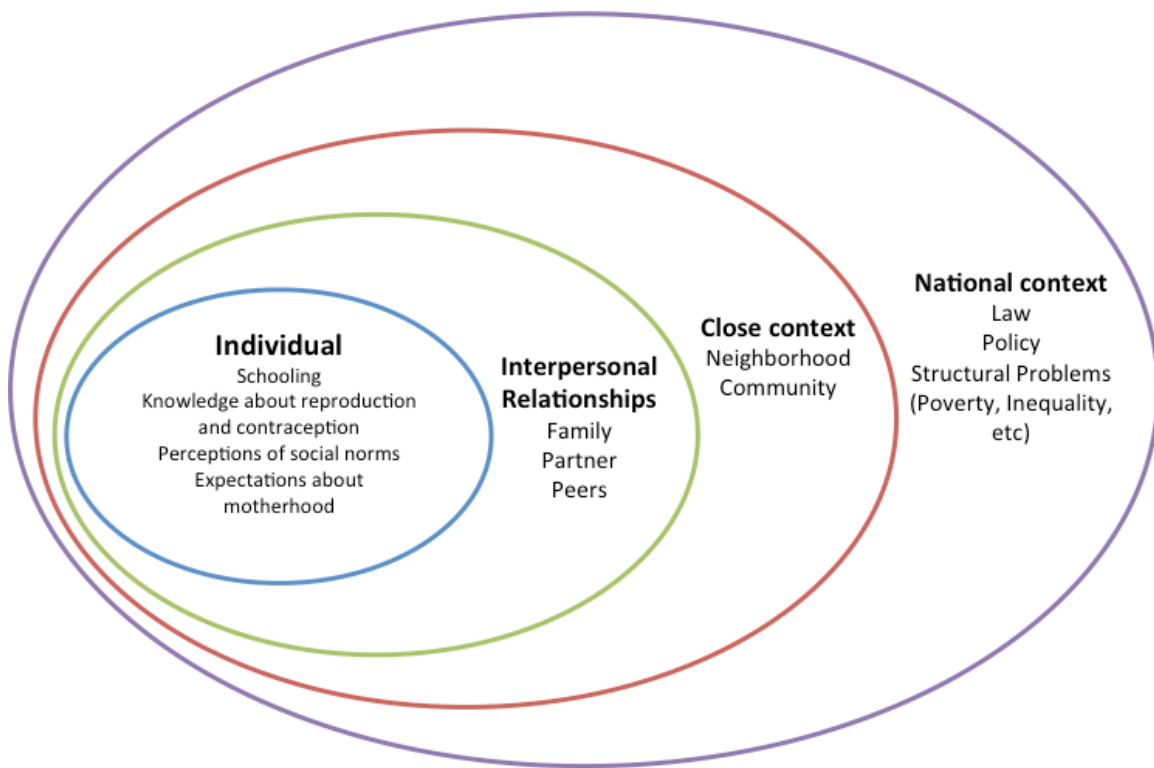 Individual
Schooling
Knowledge about reproduction
and contraception
Perceptions of social norms
Expectations about
motherhood
Interpersonal
Relationships
Family
Partner
Peers
Close context
Neighborhood
Community
National context
Law
Policy
Structural Problems
(Poverty, Inequality,
etc)